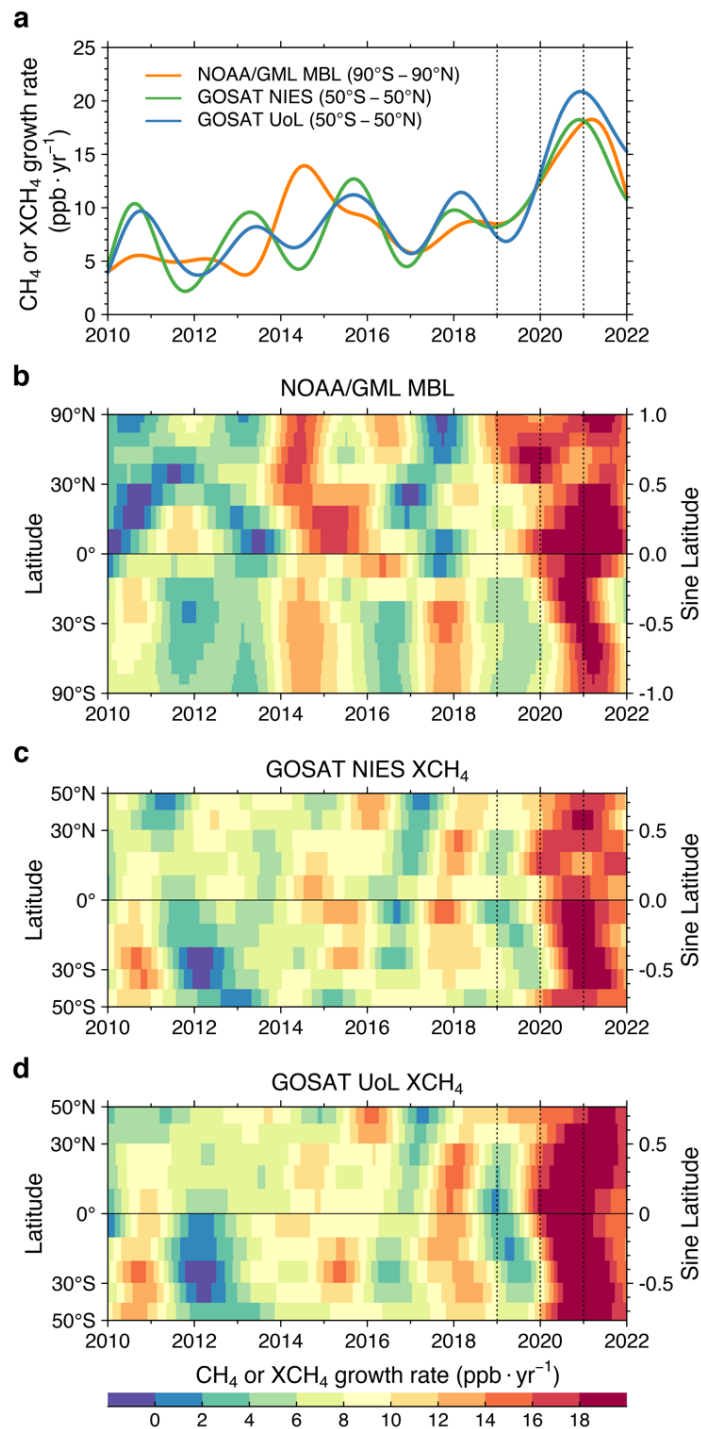 a
25
20
15
10
5
0
CH₄ or XCH₄ growth rate
(ppb · yr⁻¹)
NOAA/GML MBL (90°S – 90°N)
GOSAT NIES (50°S – 50°N)
GOSAT UoL (50°S – 50°N)
2010 2012 2014 2016 2018 2020 2022
b
NOAA/GML MBL
90°N
30°N
0°
30°S
90°S
Latitude
1.0
0.5
0.0
-0.5
-1.0
Sine Latitude
2010 2012 2014 2016 2018 2020 2022
c
GOSAT NIES XCH₄
50°N
30°N
0°
30°S
50°S
Latitude
0.5
0.0
-0.5
Sine Latitude
2010 2012 2014 2016 2018 2020 2022
d
GOSAT UoL XCH₄
50°N
30°N
0°
30°S
50°S
Latitude
0.5
0
-0.5
Sine Latitude
2010 2012 2014 2016 2018 2020 2022
CH₄ or XCH₄ growth rate (ppb · yr⁻¹)
0 2 4 6 8 10 12 14 16 18